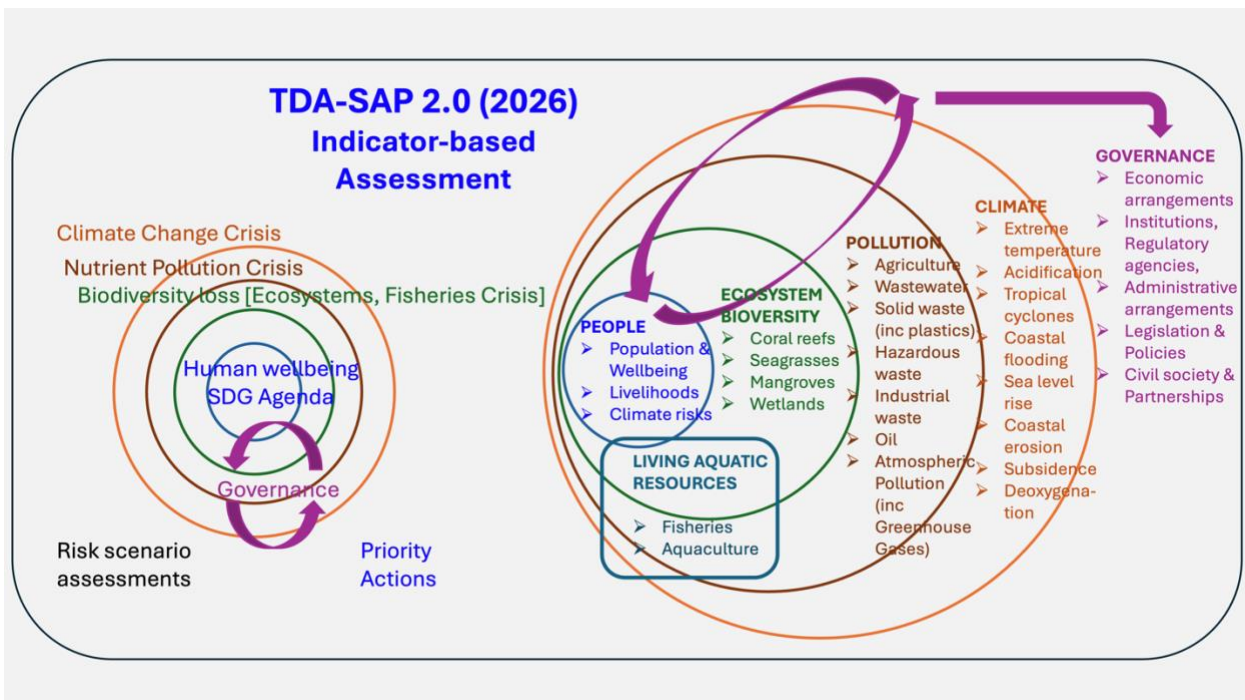 TDA-SAP 2.0 (2026)
Indicator-based
Assessment
Climate Change Crisis
Nutrient Pollution Crisis
Biodiversity loss [Ecosystems, Fisheries Crisis]
Human wellbeing
SDG Agenda
Governance
Risk scenario
assessments
Priority
Actions
PEOPLE
➢ Population &
Wellbeing
➢ Livelihoods
➢ Climate risks
ECOSYSTEM
BIOVERSITY
➢ Coral reefs
➢ Seagrasses
➢ Mangroves
➢ Wetlands
LIVING AQUATIC
RESOURCES
➢ Fisheries
➢ Aquaculture
POLLUTION
➢ Agriculture
➢ Wastewater
➢ Solid waste
(inc plastics)
➢ Hazardous
waste
➢ Industrial
waste
➢ Oil
➢ Atmospheric
Pollution
(inc
Greenhouse
Gases)
CLIMATE
➢ Extreme
temperature
➢ Acidification
➢ Tropical
cyclones
➢ Coastal
flooding
➢ Sea level
rise
➢ Coastal
erosion
➢ Subsidence
➢ Deoxygena-
tion
GOVERNANCE
➢ Economic
arrangements
➢ Institutions,
Regulatory
agencies,
➢ Administrative
arrangements
➢ Legislation &
Policies
➢ Civil society &
Partnerships